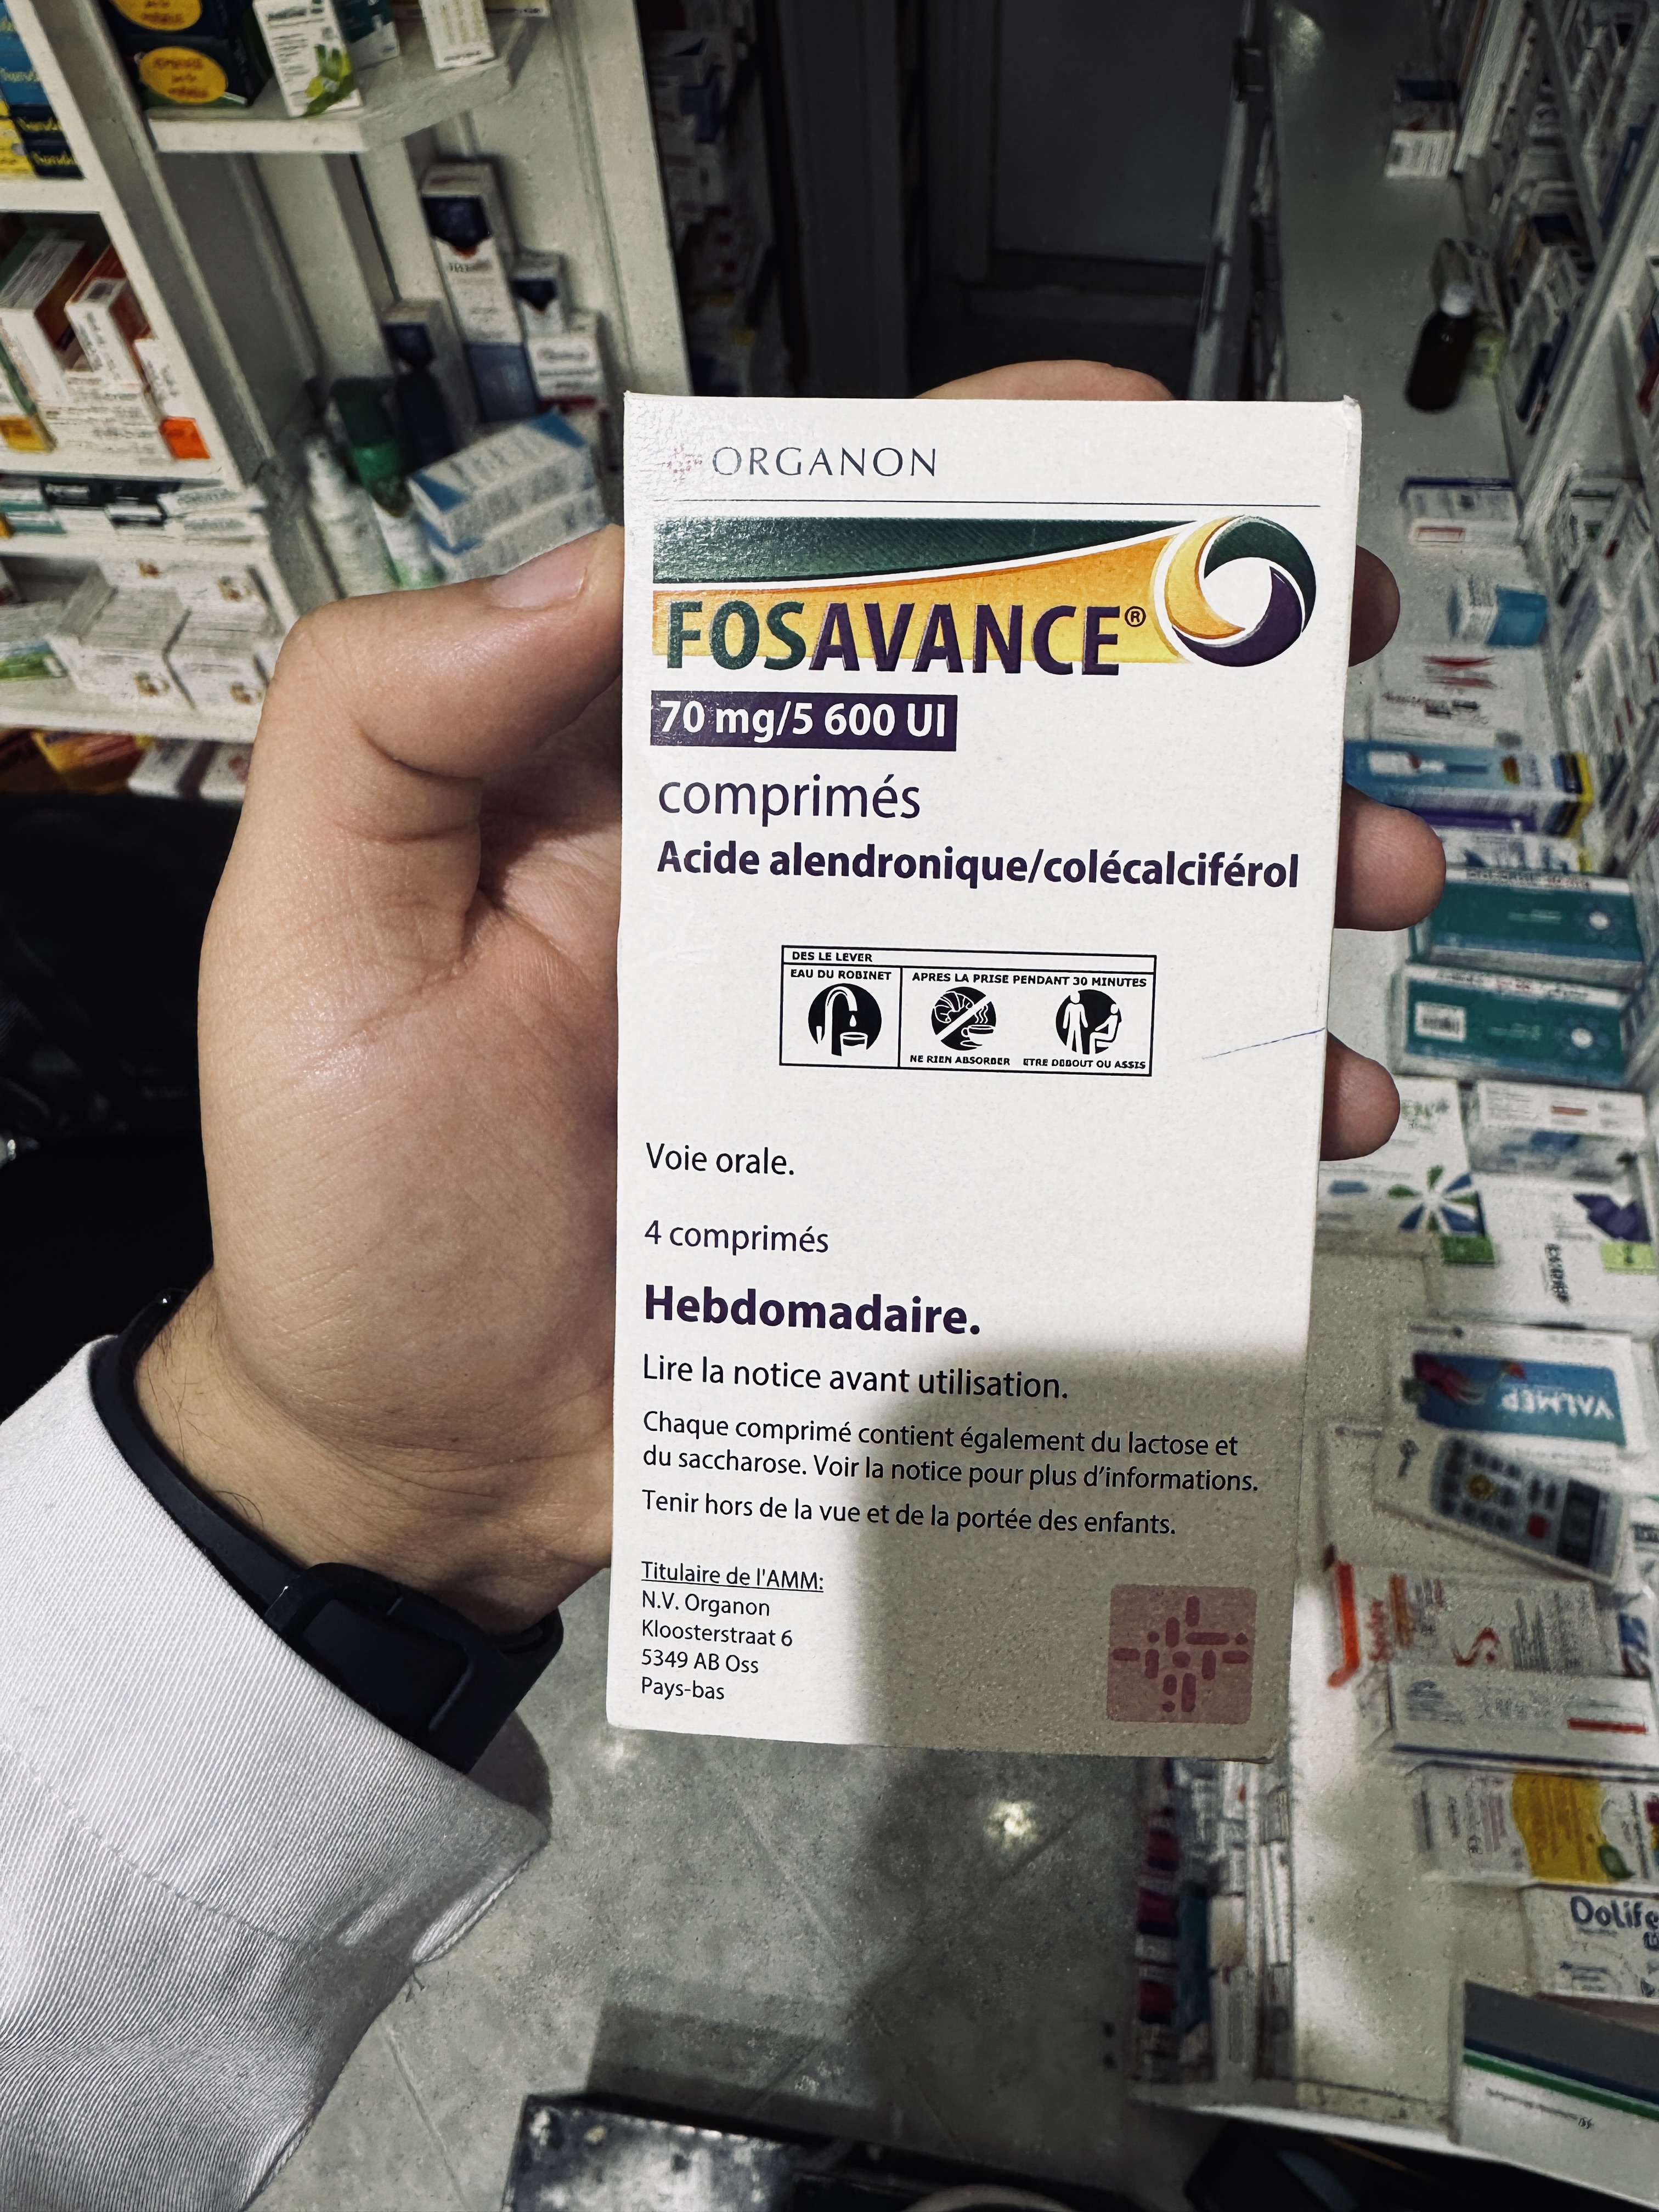 ORGANON
FOSAVANCE®
70 mg/5 600 UI
comprimés
Acide alendronique/colécalciférol
DES LE LEVER
EAU DU ROBINET
APRES LA PRISE PENDANT 30 MINUTES
NE RIEN ABSORBER
ETRE DEBOUT OU ASSIS
Voie orale.
4 comprimés
Hebdomadaire.
Lire la notice avant utilisation.
Chaque comprimé contient également du lactose et
du saccharose. Voir la notice pour plus d'informations.
Tenir hors de la vue et de la portée des enfants.
Titulaire de l'AMM:
N.V. Organon
Kloosterstraat 6
5349 AB Oss
Pays-bas
VALMEP